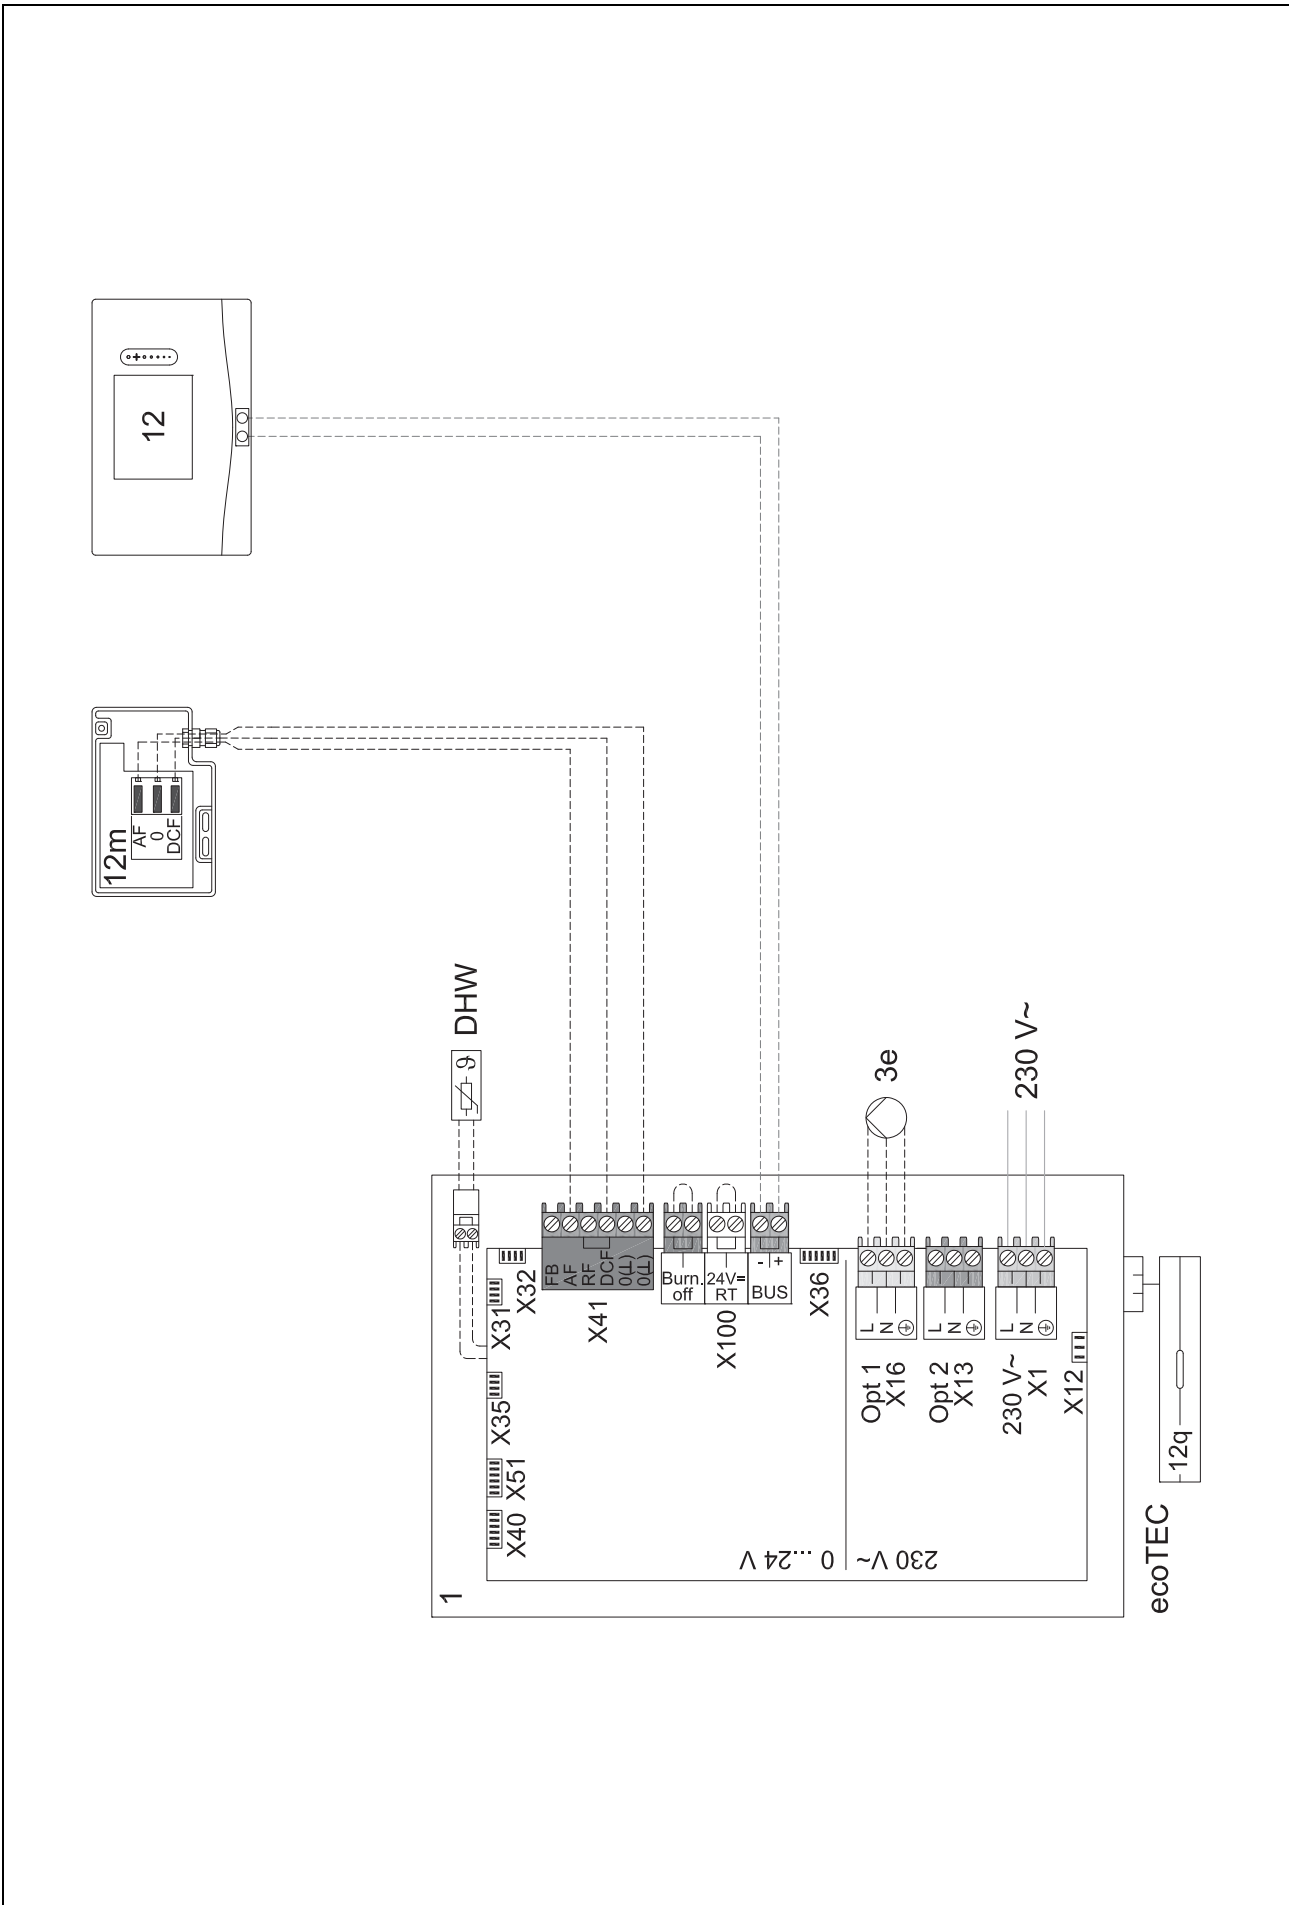 12
12m
AF
0
DCF
DHW
ϑ
3e
230 V~
1
X40
X51
X35
X31
X32
FB
AF
RF
DCF
0(⊥)
0(⊥)
X41
Burn.
off
24V=
RT
X100
- +
BUS
X36
L
N
Opt 1
X16
L
N
Opt 2
X13
L
N
230 V~
X1
X12
0 ... 24 V
230 V~
12q
ecoTEC